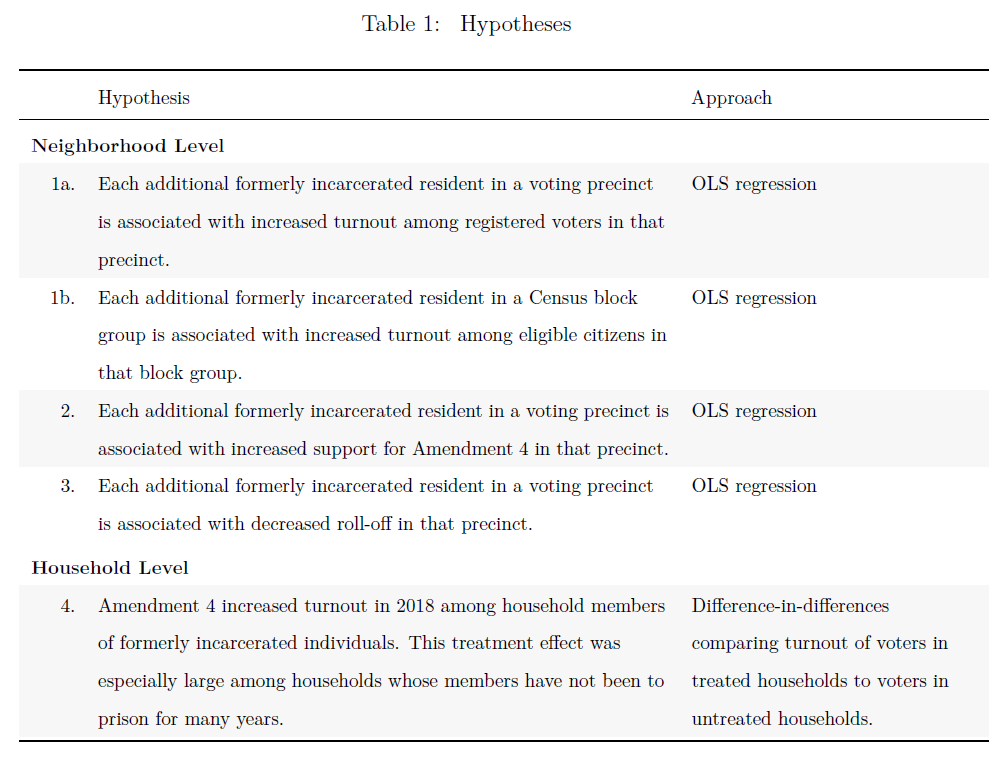 Table 1: Hypotheses
Hypothesis Approach
Neighborhood Level
1a. Each additional formerly incarcerated resident in a voting precinct OLS regression
is associated with increased turnout among registered voters in that
precinct.
1b. Each additional formerly incarcerated resident in a Census block OLS regression
group is associated with increased turnout among eligible citizens in
that block group.
2. Each additional formerly incarcerated resident in a voting precinct is OLS regression
associated with increased support for Amendment 4 in that precinct.
3. Each additional formerly incarcerated resident in a voting precinct OLS regression
is associated with decreased roll-off in that precinct.
Household Level
4. Amendment 4 increased turnout in 2018 among household members Difference-in-differences
of formerly incarcerated individuals. This treatment effect was comparing turnout of voters in
especially large among households whose members have not been to treated households to voters in
prison for many years. untreated households.